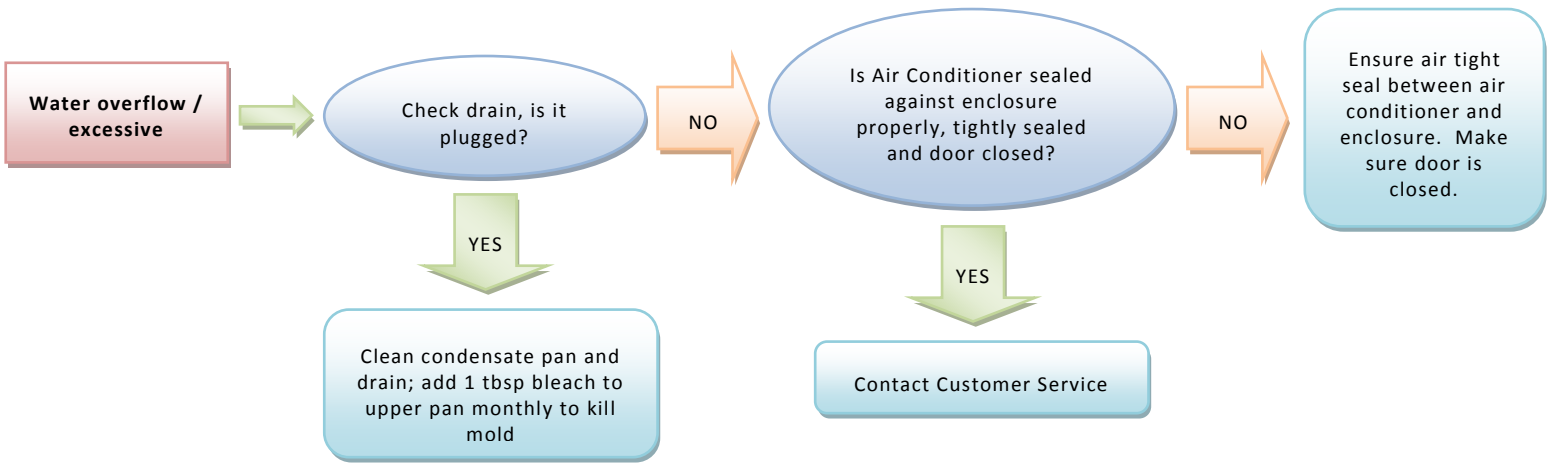 Water overflow /
excessive
Check drain, is it
plugged?
NO
Is Air Conditioner sealed
against enclosure
properly, tightly sealed
and door closed?
NO
Ensure air tight
seal between air
conditioner and
enclosure.  Make
sure door is
closed.
YES
Clean condensate pan and
drain; add 1 tbsp bleach to
upper pan monthly to kill
mold
YES
Contact Customer Service